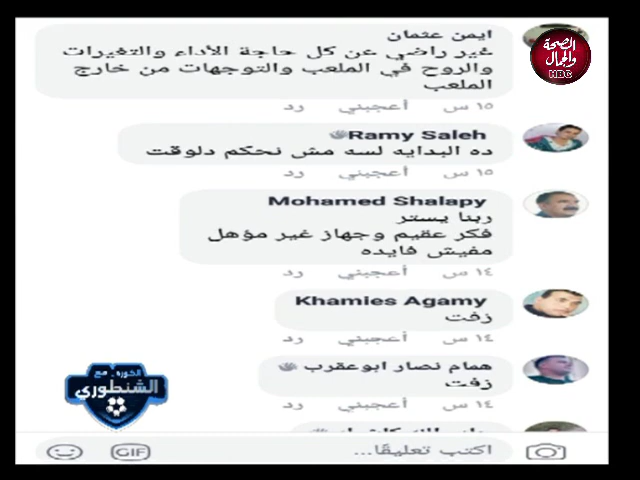 الصحة
والجمال
HBC
ايمن عثمان
غير راضي عن كل حاجة الأداء والتغيرات
والروح في الملعب والتوجهات من خارج
الملعب
١٥ س أعجبني رد
Ramy Saleh
ده البدايه لسه مش نحكم دلوقت
١٥ س أعجبني رد
Mohamed Shalapy
ربنا يستر
فكر عقيم وجهاز غير مؤهل
مفيش فايده
١٤ س أعجبني رد
Khamies Agamy
زفت
١٤ س أعجبني رد
همام نصار ابوعقرب
زفت
١٤ س أعجبني رد
الكورة مع
الشنطوري
GIF
اكتب تعليقًا...